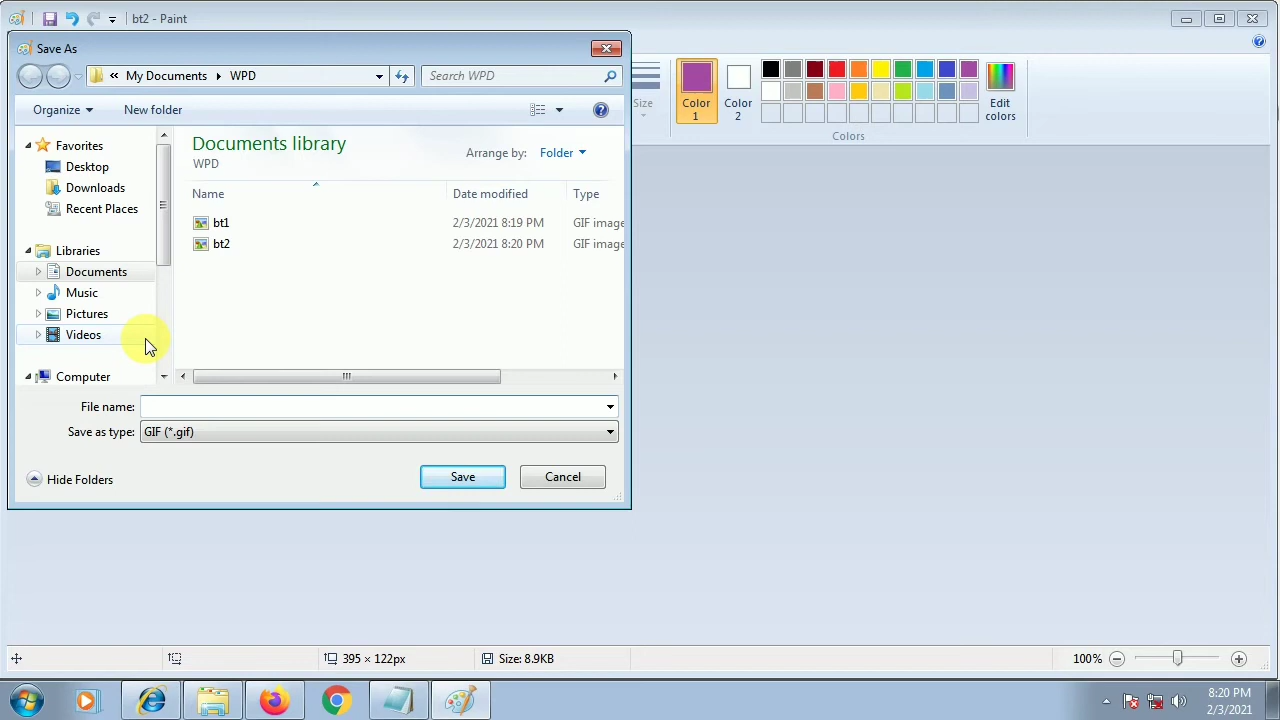 bt2 - Paint
Save As
« My Documents WPD
Search WPD
Organize
New folder
Size
Color 1
Color 2
Edit colors
Colors
Favorites
Desktop
Downloads
Recent Places
Libraries
Documents
Music
Pictures
Videos
Computer
Documents library
WPD
Arrange by: Folder
Name Date modified Type
bt1 2/3/2021 8:19 PM GIF image
bt2 2/3/2021 8:20 PM GIF image
File name:
Save as type: GIF (*.gif)
Hide Folders
Save
Cancel
395 × 122px
Size: 8.9KB
100%
8:20 PM
2/3/2021